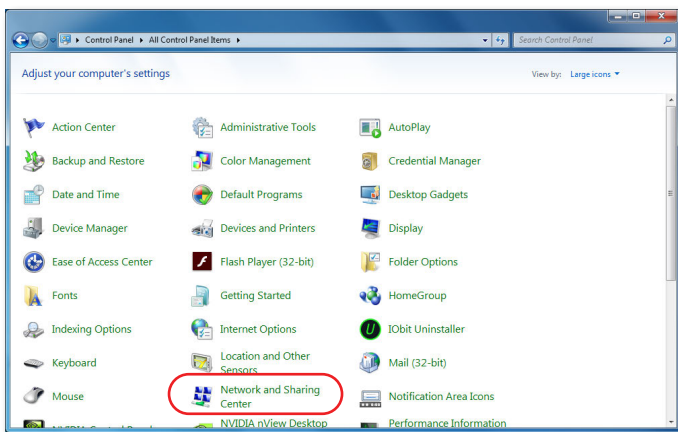 Control Panel ▸ All Control Panel Items ▸
Search Control Panel
Adjust your computer's settings
View by: Large icons
Action Center
Administrative Tools
AutoPlay
Backup and Restore
Color Management
Credential Manager
Date and Time
Default Programs
Desktop Gadgets
Device Manager
Devices and Printers
Display
Ease of Access Center
Flash Player (32-bit)
Folder Options
Fonts
Getting Started
HomeGroup
Indexing Options
Internet Options
IObit Uninstaller
Keyboard
Location and Other
Sensors
Mail (32-bit)
Mouse
Network and Sharing
Center
Notification Area Icons
NVIDIA Control Panel
NVIDIA nView Desktop
Performance Information